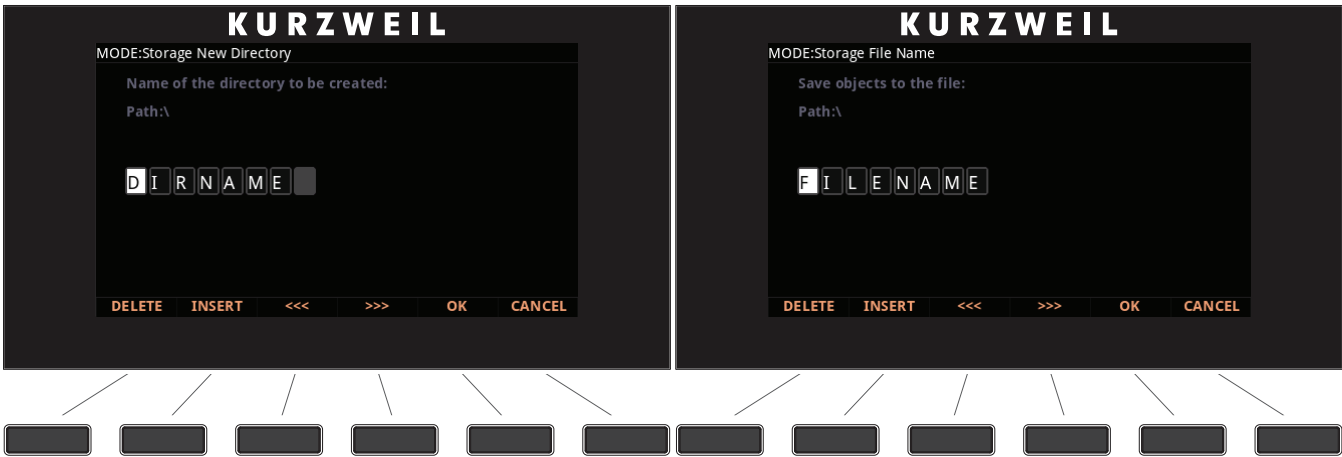 KURZWEIL
MODE:Storage New Directory
Name of the directory to be created:
Path:\
DIRNAME
DELETE INSERT <<< >>> OK CANCEL
KURZWEIL
MODE:Storage File Name
Save objects to the file:
Path:\
FILENAME
DELETE INSERT <<< >>> OK CANCEL